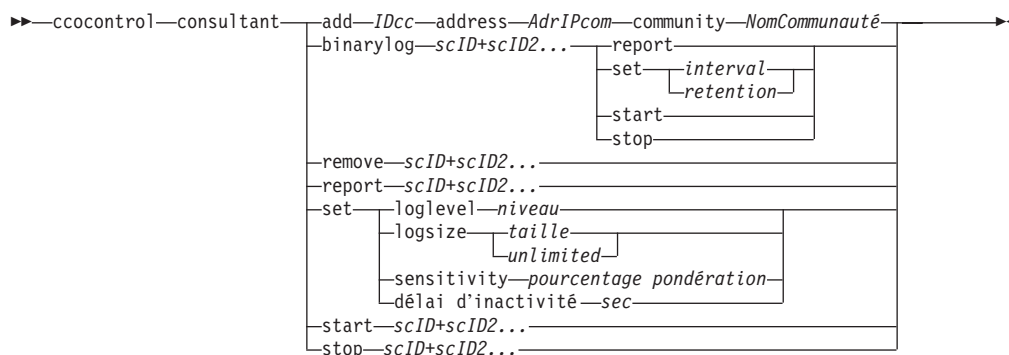 ccocontrol consultant add IDcc address AdrIPcom community NomCommunauté
binarylog scID+scID2... report
set interval
retention
start
stop
remove scID+scID2...
report scID+scID2...
set loglevel niveau
logsize taille
unlimited
sensitivity pourcentage pondération
délai d'inactivité sec
start scID+scID2...
stop scID+scID2...